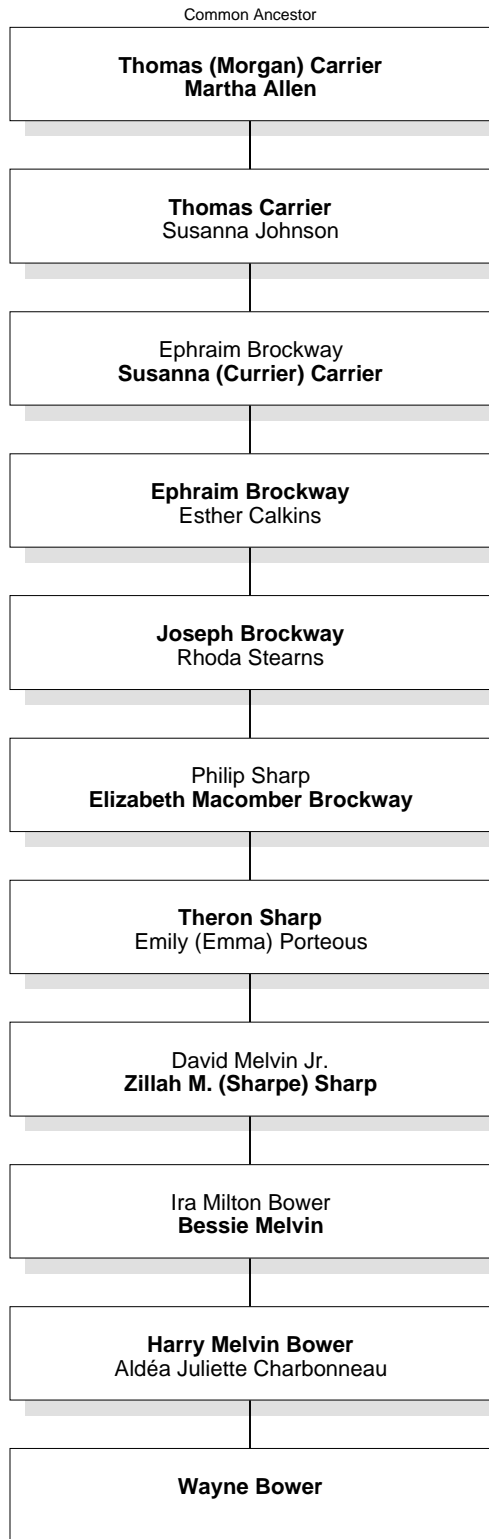 Common Ancestor
Thomas (Morgan) Carrier
Martha Allen
Thomas Carrier
Susanna Johnson
Ephraim Brockway
Susanna (Currier) Carrier
Ephraim Brockway
Esther Calkins
Joseph Brockway
Rhoda Stearns
Philip Sharp
Elizabeth Macomber Brockway
Theron Sharp
Emily (Emma) Porteous
David Melvin Jr.
Zillah M. (Sharpe) Sharp
Ira Milton Bower
Bessie Melvin
Harry Melvin Bower
Aldéa Juliette Charbonneau
Wayne Bower